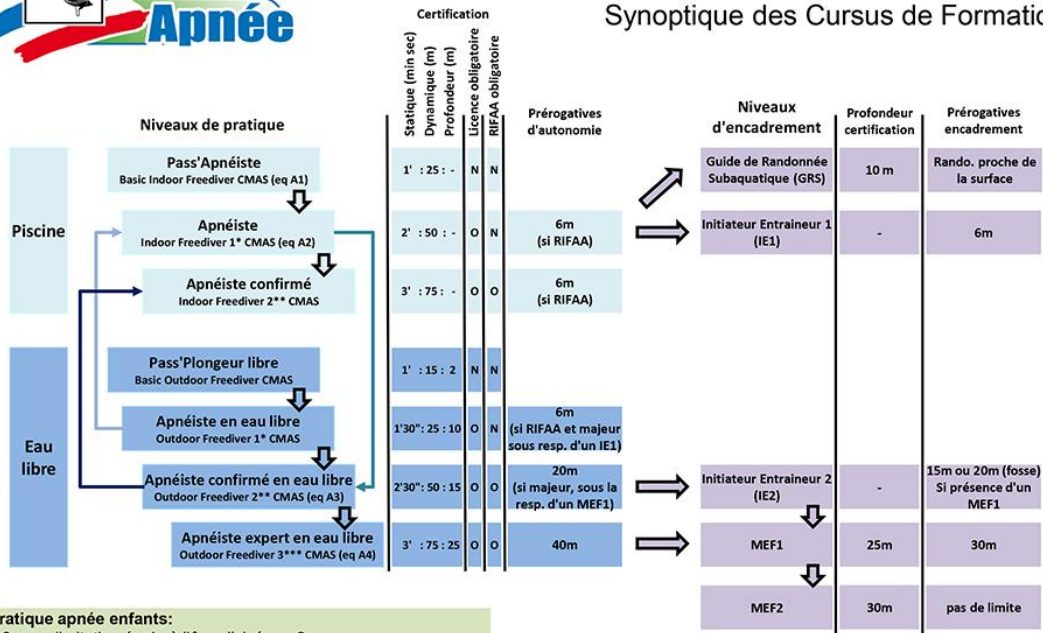 Apnée
Synoptique des Cursus de Formatio
Certification
Statique (min sec)
Dynamique (m)
Profondeur (m)
Licence obligatoire
RIFAA obligatoire
Niveaux de pratique
Prérogatives
d'autonomie
Niveaux
d'encadrement
Profondeur
certification
Prérogatives
encadrement
Piscine
Pass'Apnéiste
Basic Indoor Freediver CMAS (eq A1)
1' : 25 : - N N
Guide de Randonnée
Subaquatique (GRS)
10 m
Rando. proche de
la surface
Apnéiste
Indoor Freediver 1* CMAS (eq A2)
2' : 50 : - O N
6m
(si RIFAA)
Initiateur Entraineur 1
(IE1)
-
6m
Apnéiste confirmé
Indoor Freediver 2** CMAS
3' : 75 : - O O
6m
(si RIFAA)
Eau
libre
Pass'Plongeur libre
Basic Outdoor Freediver CMAS
1' : 15 : 2 N N
Apnéiste en eau libre
Outdoor Freediver 1* CMAS
1'30": 25 : 10 O N
6m
(si RIFAA et majeur
sous resp. d'un IE1)
Apnéiste confirmé en eau libre
Outdoor Freediver 2** CMAS (eq A3)
2'30": 50 : 15 O O
20m
(si majeur, sous la
resp. d'un MEF1)
Initiateur Entraineur 2
(IE2)
-
15m ou 20m (fosse)
Si présence d'un
MEF1
Apnéiste expert en eau libre
Outdoor Freediver 3*** CMAS (eq A4)
3' : 75 : 25 O O
40m
MEF1
25m
30m
MEF2
30m
pas de limite
ratique apnée enfants: